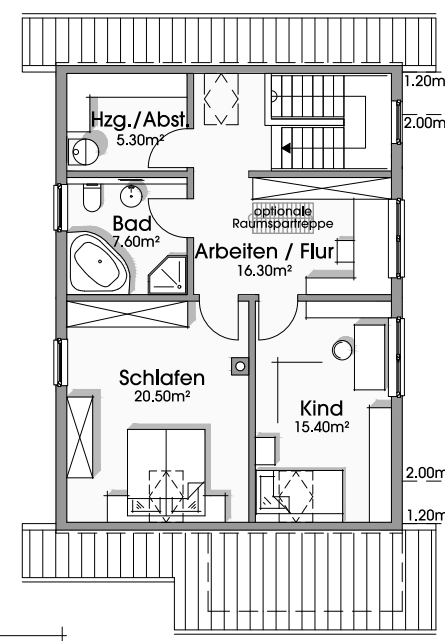 1.20m
Hzg./Abst.
5.30m²
2.00m
optionale
Raumspartreppe
Bad
7.60m²
Arbeiten / Flur
16.30m²
Schlafen
20.50m²
Kind
15.40m²
2.00m
1.20m